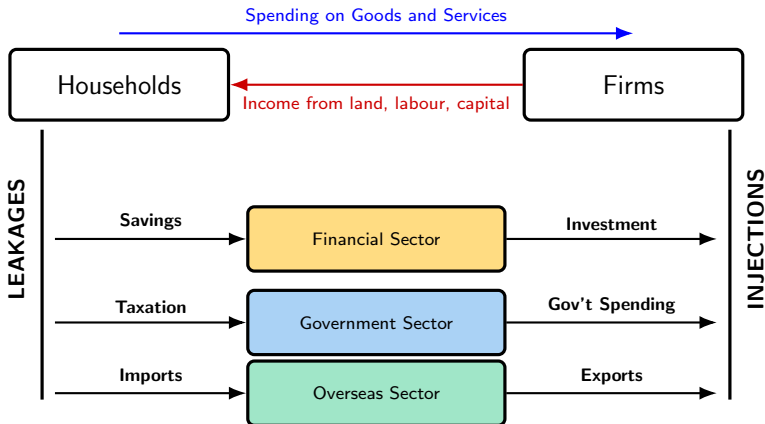 Spending on Goods and Services
Households
Firms
Income from land, labour, capital
LEAKAGES
INJECTIONS
Savings
Financial Sector
Investment
Taxation
Government Sector
Gov't Spending
Imports
Overseas Sector
Exports